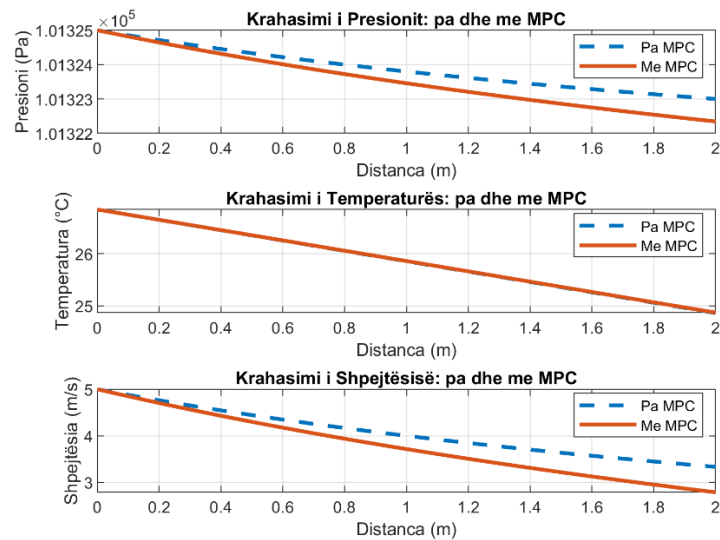 Krahasimi i Presionit: pa dhe me MPC
×10⁵
Presioni (Pa)
1.01325
1.01324
1.01323
1.01322
Pa MPC
Me MPC
0 0.2 0.4 0.6 0.8 1 1.2 1.4 1.6 1.8 2
Distanca (m)
Krahasimi i Temperaturës: pa dhe me MPC
Temperatura (°C)
26
25
Pa MPC
Me MPC
0 0.2 0.4 0.6 0.8 1 1.2 1.4 1.6 1.8 2
Distanca (m)
Krahasimi i Shpejtësisë: pa dhe me MPC
Shpejtësia (m/s)
5
4
3
Pa MPC
Me MPC
0 0.2 0.4 0.6 0.8 1 1.2 1.4 1.6 1.8 2
Distanca (m)